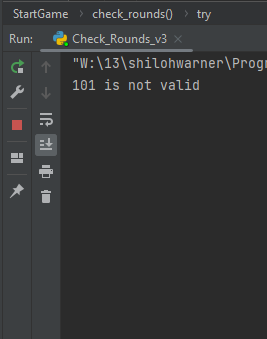 StartGame check_rounds() try
Run: Check_Rounds_v3
"W:\13\shilohwarner\Progr
101 is not valid